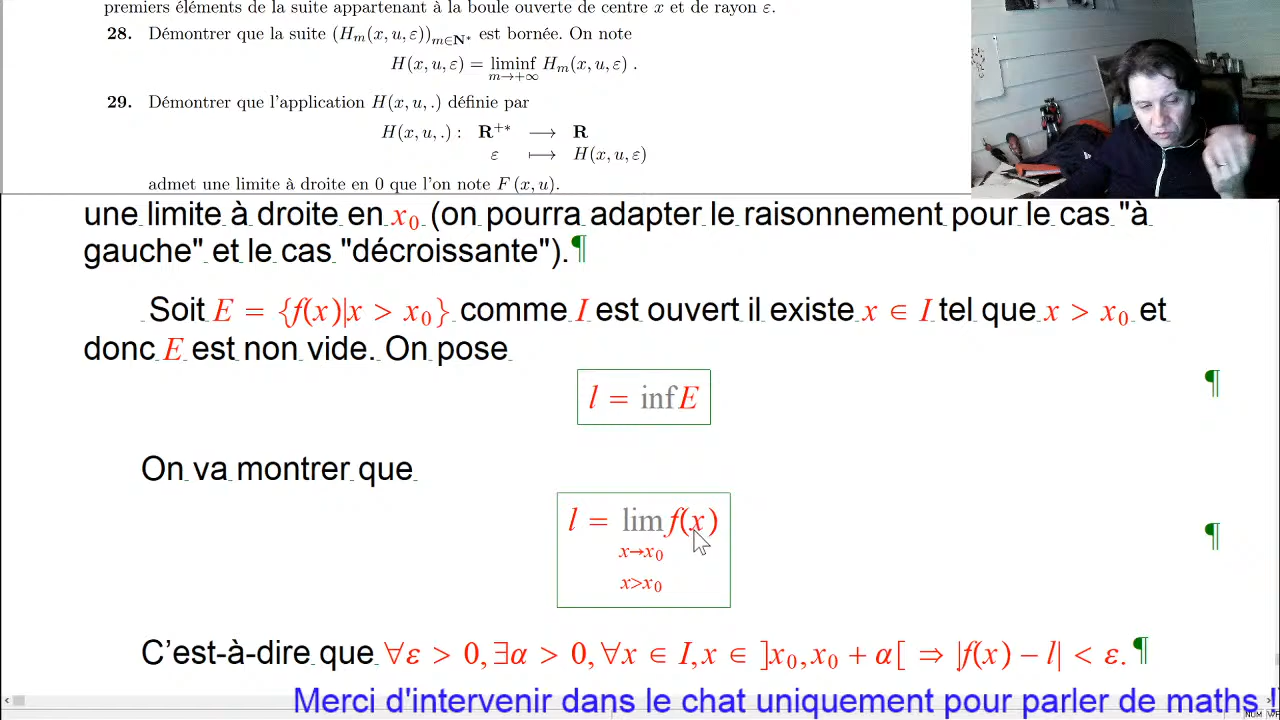 premiers éléments de la suite appartenant à la boule ouverte de centre x et de rayon ε.
28. Démontrer que la suite (H_m(x, u, ε))_{m∈N*} est bornée. On note
H(x, u, ε) = liminf H_m(x, u, ε) .
m→+∞
29. Démontrer que l'application H(x, u, .) définie par
H(x, u, .) : R^{+*} ⟶ R
ε ⟼ H(x, u, ε)
admet une limite à droite en 0 que l'on note F (x, u).
une limite à droite en x₀ (on pourra adapter le raisonnement pour le cas "à
gauche" et le cas "décroissante").¶
Soit E = {f(x)|x > x₀} comme I est ouvert il existe x ∈ I tel que x > x₀ et
donc E est non vide. On pose
l = inf E ¶
On va montrer que
l = lim f(x) ¶
x→x₀
x>x₀
C'est-à-dire que ∀ε > 0, ∃α > 0, ∀x ∈ I, x ∈ ]x₀, x₀ + α[ ⇒ |f(x) − l| < ε.¶
Merci d'intervenir dans le chat uniquement pour parler de maths !